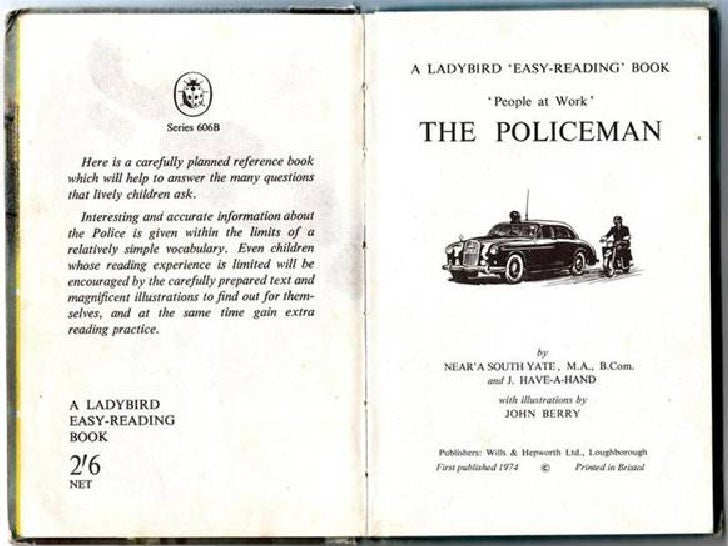 Series 606B
Here is a carefully planned reference book
which will help to answer the many questions
that lively children ask.
Interesting and accurate information about
the Police is given within the limits of a
relatively simple vocabulary. Even children
whose reading experience is limited will be
encouraged by the carefully prepared text and
magnificent illustrations to find out for them-
selves, and at the same time gain extra
reading practice.
A LADYBIRD
EASY-READING
BOOK
2'6
NET
A LADYBIRD 'EASY-READING' BOOK
'People at Work'
THE POLICEMAN
by
NEAR'A SOUTH YATE, M.A., B.Com.
and J. HAVE-A-HAND
with illustrations by
JOHN BERRY
Publishers: Wills & Hepworth Ltd., Loughborough
First published 1974 © Printed in Bristol